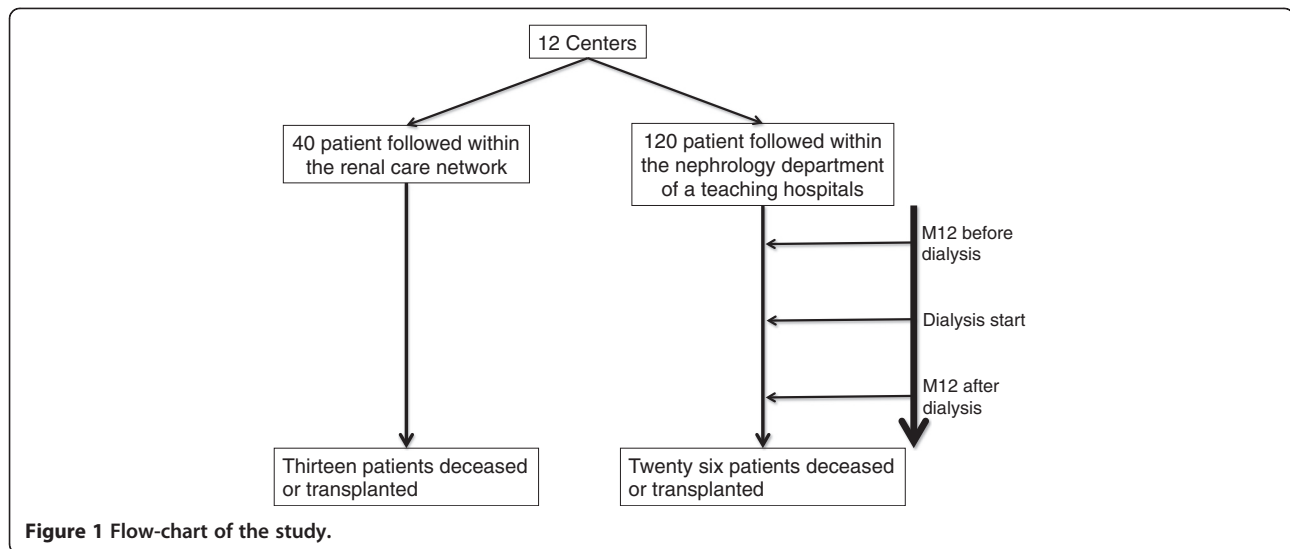 12 Centers
40 patient followed within
the renal care network
120 patient followed within
the nephrology department
of a teaching hospitals
M12 before
dialysis
Dialysis start
M12 after
dialysis
Thirteen patients deceased
or transplanted
Twenty six patients deceased
or transplanted
Figure 1 Flow-chart of the study.